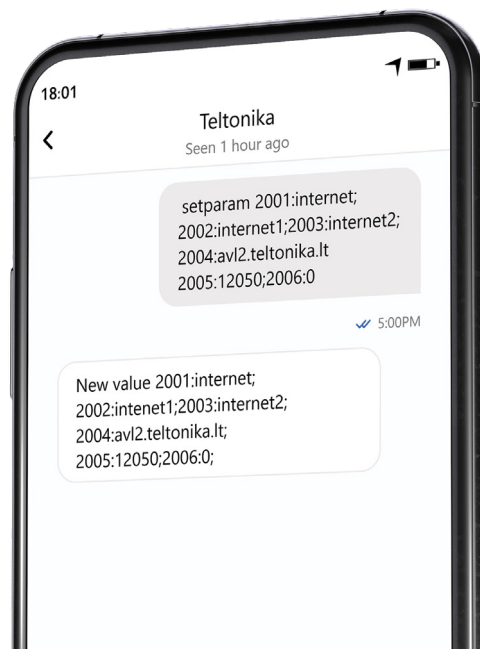 18:01
Teltonika
Seen 1 hour ago
setparam 2001:internet;
2002:internet1;2003:internet2;
2004:avl2.teltonika.lt
2005:12050;2006:0
5:00PM
New value 2001:internet;
2002:intenet1;2003:internet2;
2004:avl2.teltonika.lt;
2005:12050;2006:0;